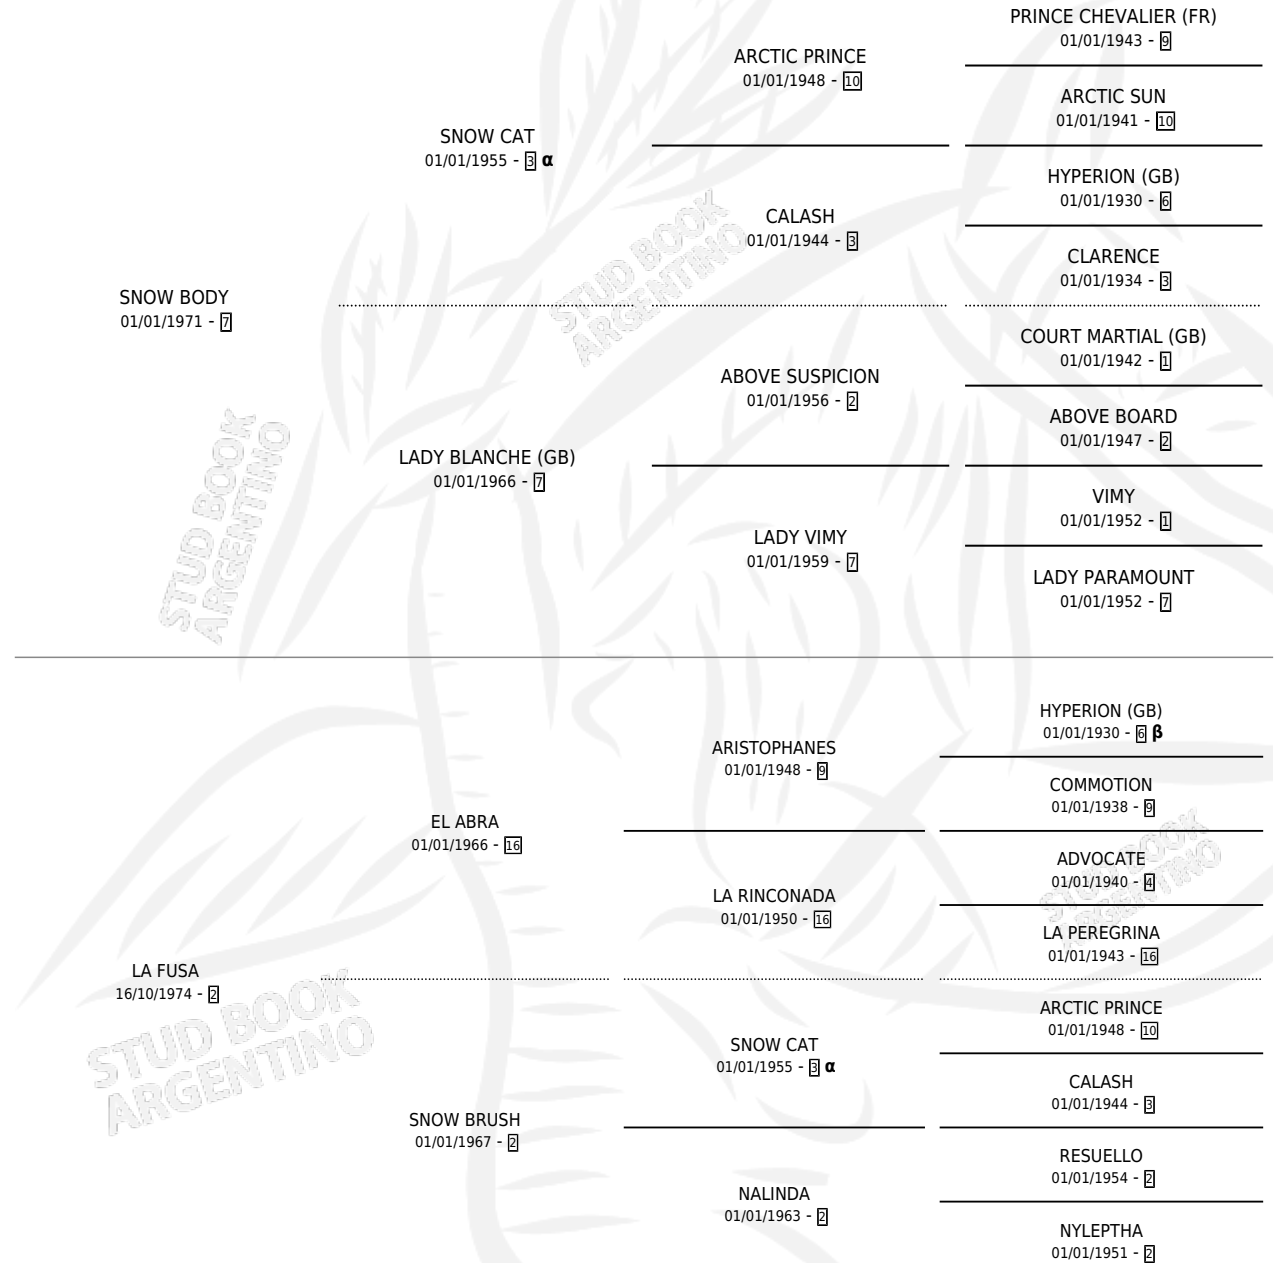 PRINCE CHEVALIER (FR)
01/01/1943 - 9
ARCTIC PRINCE
01/01/1948 - 10
ARCTIC SUN
01/01/1941 - 10
SNOW CAT
01/01/1955 - 3 α
HYPERION (GB)
01/01/1930 - 6
CALASH
01/01/1944 - 3
CLARENCE
01/01/1934 - 3
SNOW BODY
01/01/1971 - 7
COURT MARTIAL (GB)
01/01/1942 - 1
ABOVE SUSPICION
01/01/1956 - 2
ABOVE BOARD
01/01/1947 - 2
LADY BLANCHE (GB)
01/01/1966 - 7
VIMY
01/01/1952 - 1
LADY VIMY
01/01/1959 - 7
LADY PARAMOUNT
01/01/1952 - 7
HYPERION (GB)
01/01/1930 - 6 β
ARISTOPHANES
01/01/1948 - 9
COMMOTION
01/01/1938 - 9
EL ABRA
01/01/1966 - 16
ADVOCATE
01/01/1940 - 4
LA RINCONADA
01/01/1950 - 16
LA PEREGRINA
01/01/1943 - 16
LA FUSA
16/10/1974 - 2
ARCTIC PRINCE
01/01/1948 - 10
SNOW CAT
01/01/1955 - 3 α
CALASH
01/01/1944 - 3
SNOW BRUSH
01/01/1967 - 2
RESUELLO
01/01/1954 - 2
NALINDA
01/01/1963 - 2
NYLEPTHA
01/01/1951 - 2
STUD BOOK
ARGENTINO
STUD BOOK
ARGENTINO
STUD BOOK
ARGENTINO
STUD BOOK
ARGENTINO